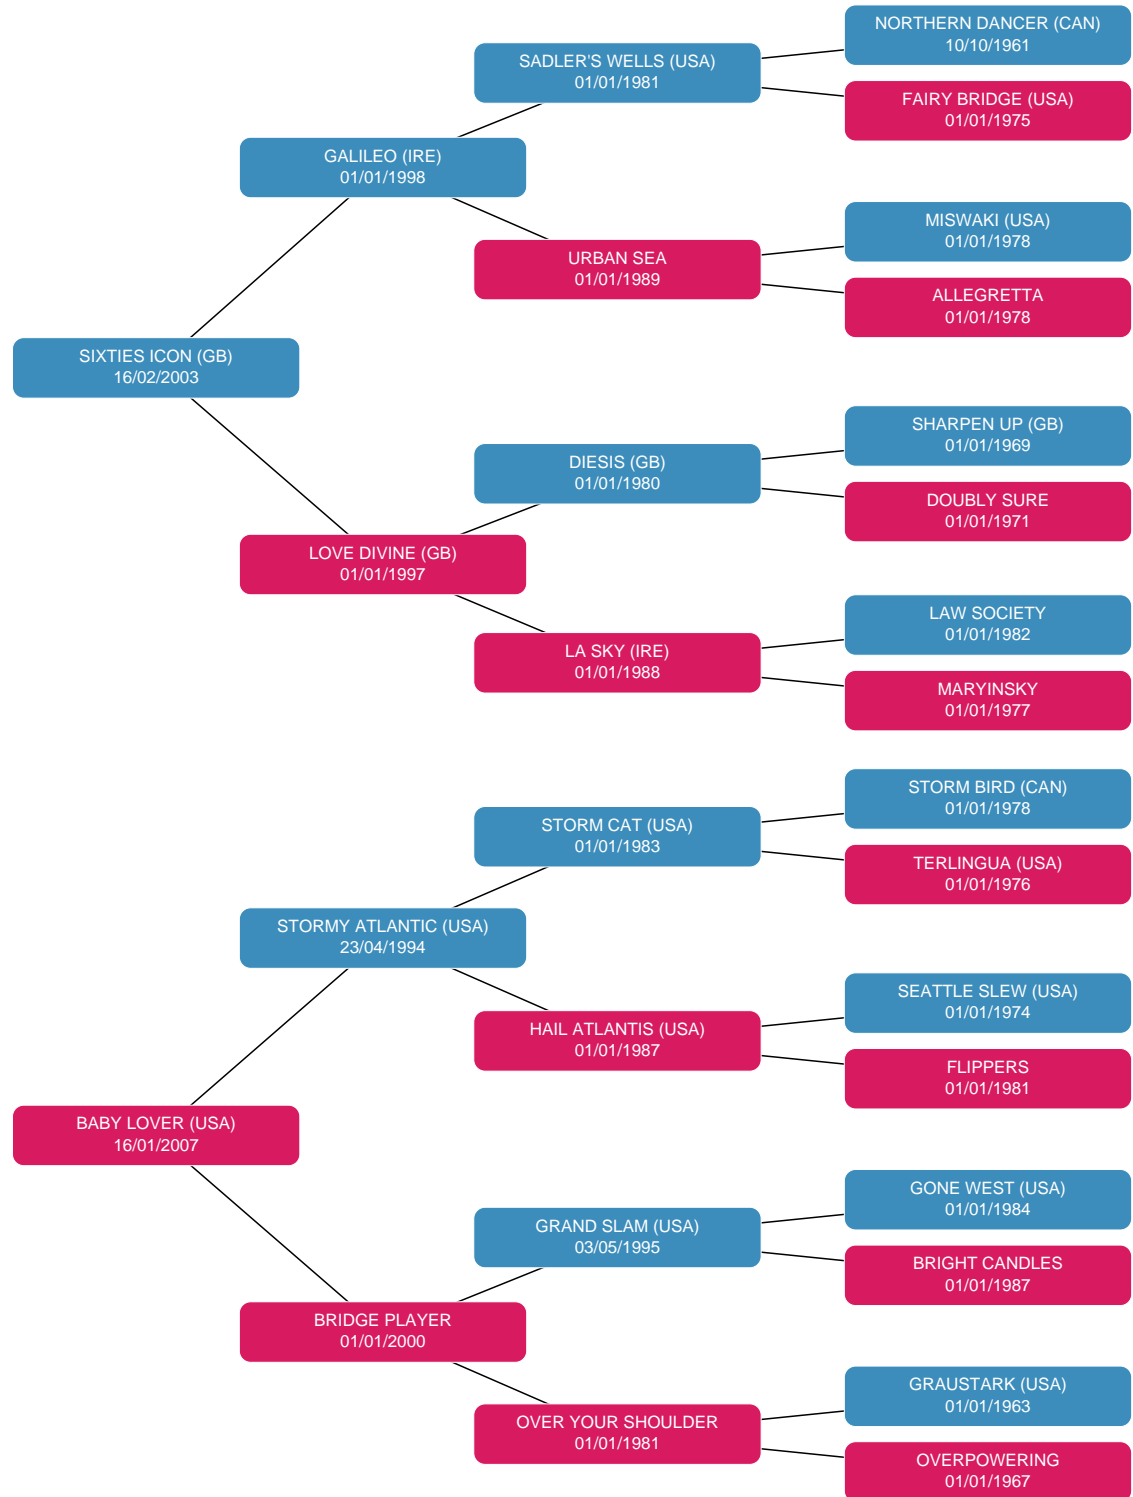 NORTHERN DANCER (CAN)
10/10/1961
SADLER'S WELLS (USA)
01/01/1981
FAIRY BRIDGE (USA)
01/01/1975
GALILEO (IRE)
01/01/1998
MISWAKI (USA)
01/01/1978
URBAN SEA
01/01/1989
ALLEGRETTA
01/01/1978
SIXTIES ICON (GB)
16/02/2003
SHARPEN UP (GB)
01/01/1969
DIESIS (GB)
01/01/1980
DOUBLY SURE
01/01/1971
LOVE DIVINE (GB)
01/01/1997
LAW SOCIETY
01/01/1982
LA SKY (IRE)
01/01/1988
MARYINSKY
01/01/1977
STORM BIRD (CAN)
01/01/1978
STORM CAT (USA)
01/01/1983
TERLINGUA (USA)
01/01/1976
STORMY ATLANTIC (USA)
23/04/1994
SEATTLE SLEW (USA)
01/01/1974
HAIL ATLANTIS (USA)
01/01/1987
FLIPPERS
01/01/1981
BABY LOVER (USA)
16/01/2007
GONE WEST (USA)
01/01/1984
GRAND SLAM (USA)
03/05/1995
BRIGHT CANDLES
01/01/1987
BRIDGE PLAYER
01/01/2000
GRAUSTARK (USA)
01/01/1963
OVER YOUR SHOULDER
01/01/1981
OVERPOWERING
01/01/1967